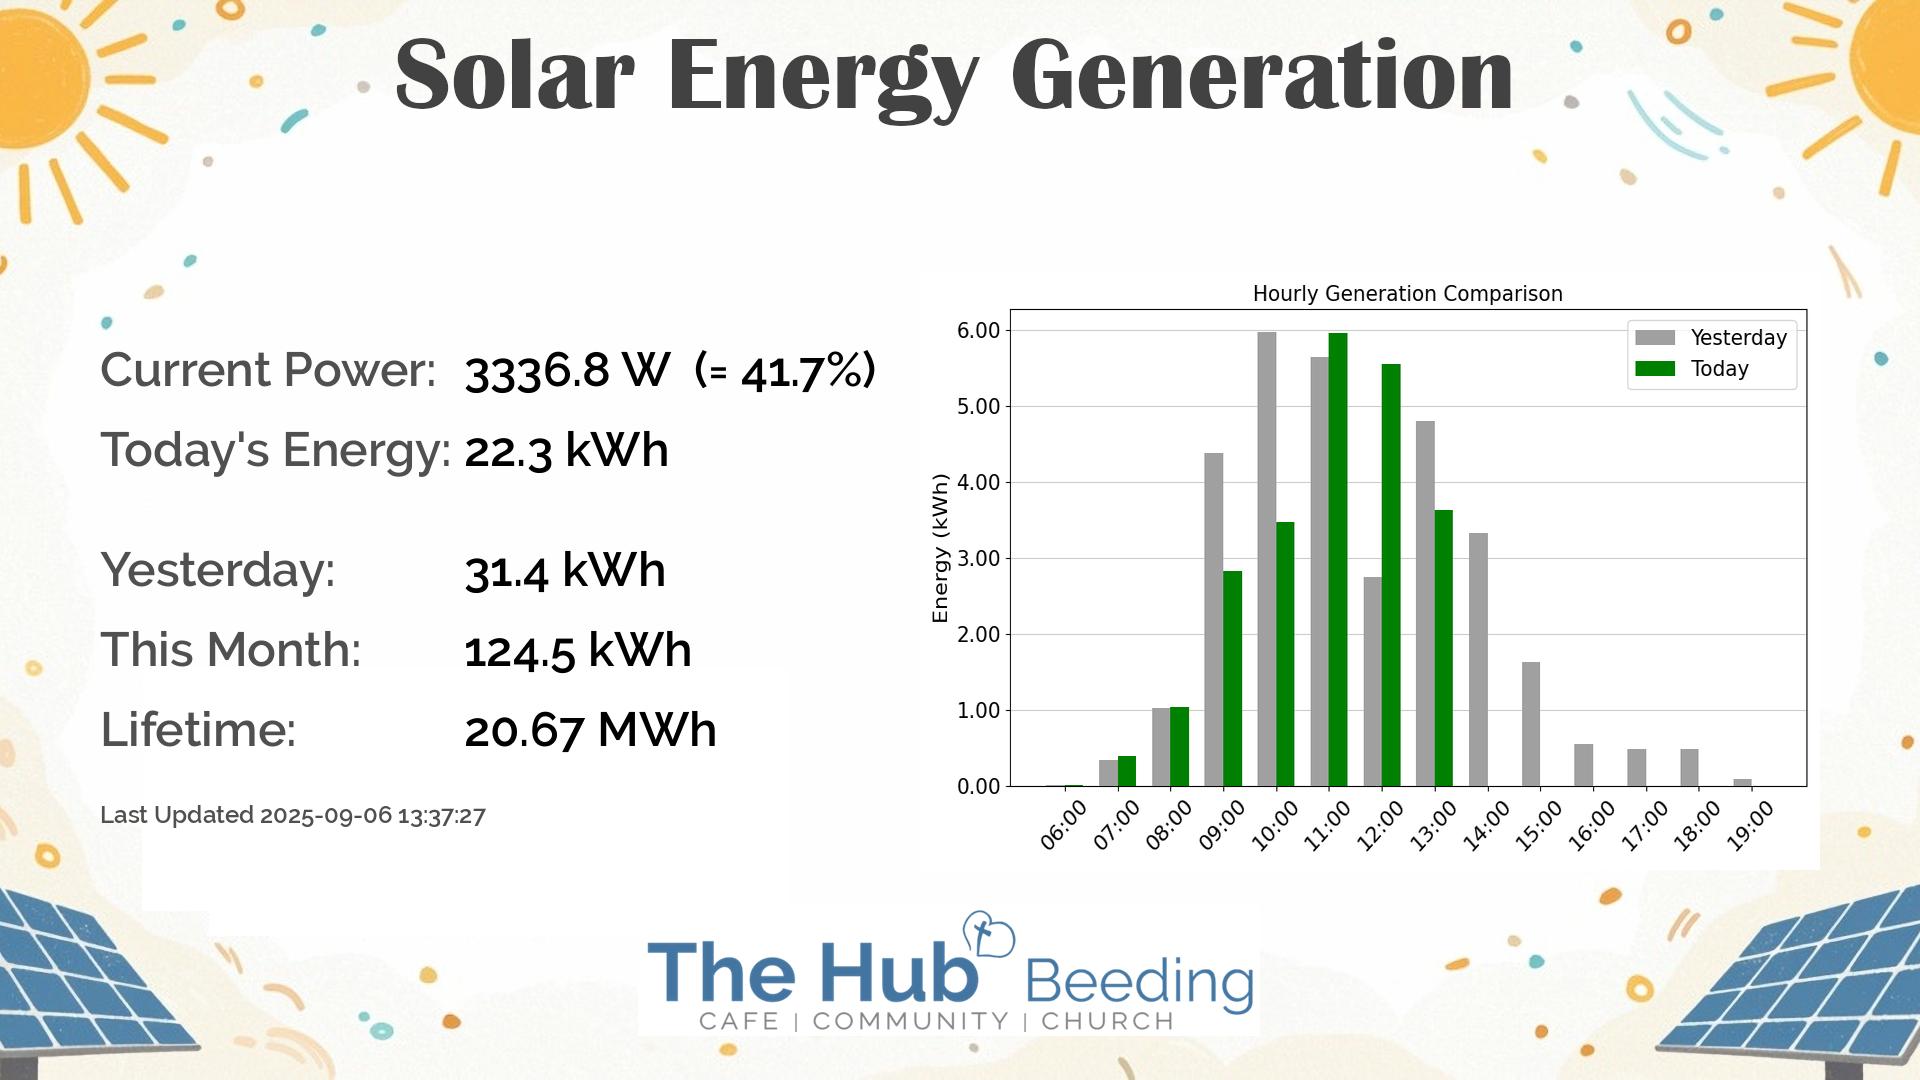 Solar Energy Generation
Current Power: 3336.8 W (= 41.7%)
Today's Energy: 22.3 kWh
Yesterday: 31.4 kWh
This Month: 124.5 kWh
Lifetime: 20.67 MWh
Last Updated 2025-09-06 13:37:27
Hourly Generation Comparison
Yesterday
Today
Energy (kWh)
6.00
5.00
4.00
3.00
2.00
1.00
0.00
06:00 07:00 08:00 09:00 10:00 11:00 12:00 13:00 14:00 15:00 16:00 17:00 18:00 19:00
The Hub Beeding
CAFE | COMMUNITY | CHURCH